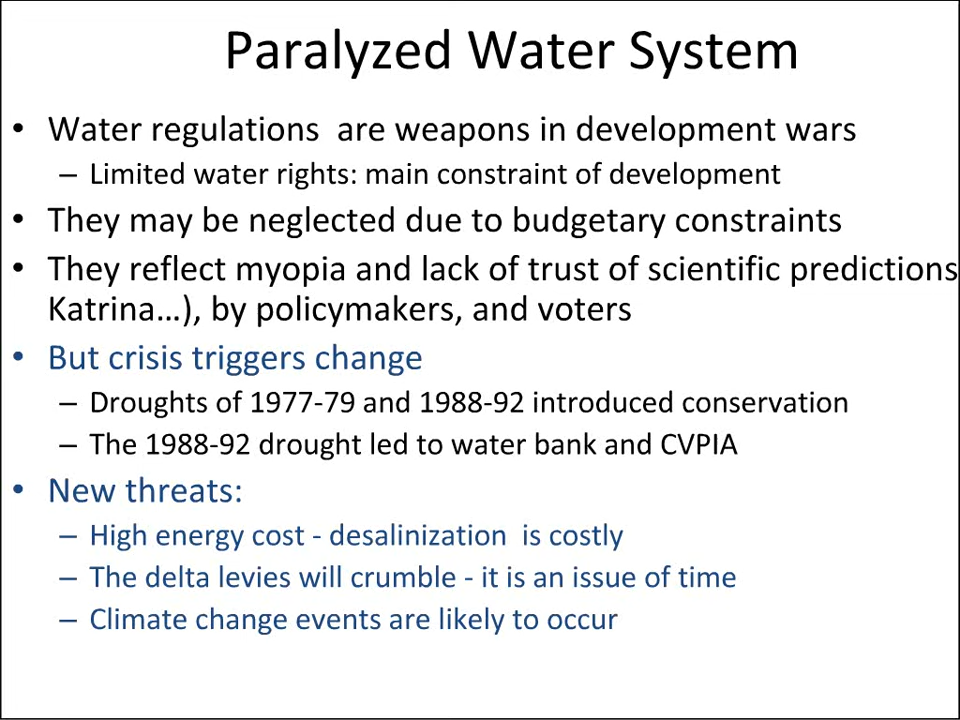 Paralyzed Water System
• Water regulations are weapons in development wars
– Limited water rights: main constraint of development
• They may be neglected due to budgetary constraints
• They reflect myopia and lack of trust of scientific predictions
Katrina…), by policymakers, and voters
• But crisis triggers change
– Droughts of 1977-79 and 1988-92 introduced conservation
– The 1988-92 drought led to water bank and CVPIA
• New threats:
– High energy cost - desalinization is costly
– The delta levies will crumble - it is an issue of time
– Climate change events are likely to occur